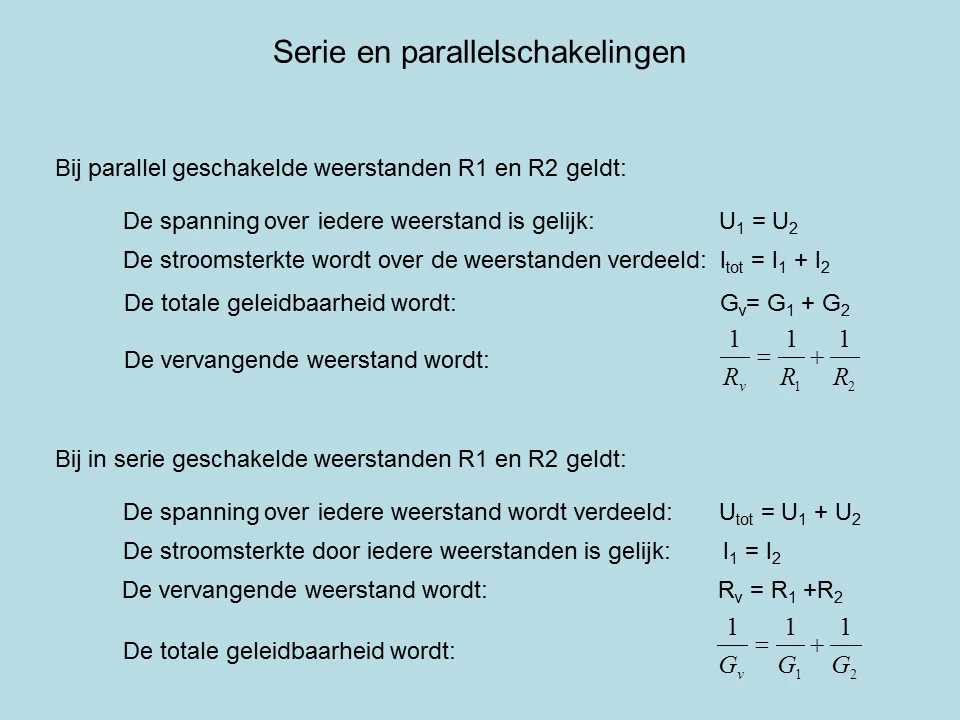 Serie en parallelschakelingen
Bij parallel geschakelde weerstanden R1 en R2 geldt:
De spanning over iedere weerstand is gelijk: U₁ = U₂
De stroomsterkte wordt over de weerstanden verdeeld: Iₜₒₜ = I₁ + I₂
De totale geleidbaarheid wordt: Gᵥ= G₁ + G₂
De vervangende weerstand wordt: 1/Rᵥ = 1/R₁ + 1/R₂
Bij in serie geschakelde weerstanden R1 en R2 geldt:
De spanning over iedere weerstand wordt verdeeld: Uₜₒₜ = U₁ + U₂
De stroomsterkte door iedere weerstanden is gelijk: I₁ = I₂
De vervangende weerstand wordt: Rᵥ = R₁ +R₂
De totale geleidbaarheid wordt: 1/Gᵥ = 1/G₁ + 1/G₂